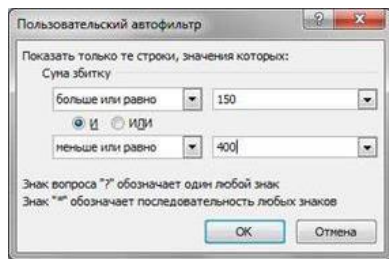 Пользовательский автофильтр
Показать только те строки, значения которых:
Сума збитку
больше или равно 150
И ИЛИ
меньше или равно 400
Знак вопроса "?" обозначает один любой знак
Знак "*" обозначает последовательность любых знаков
OK Отмена